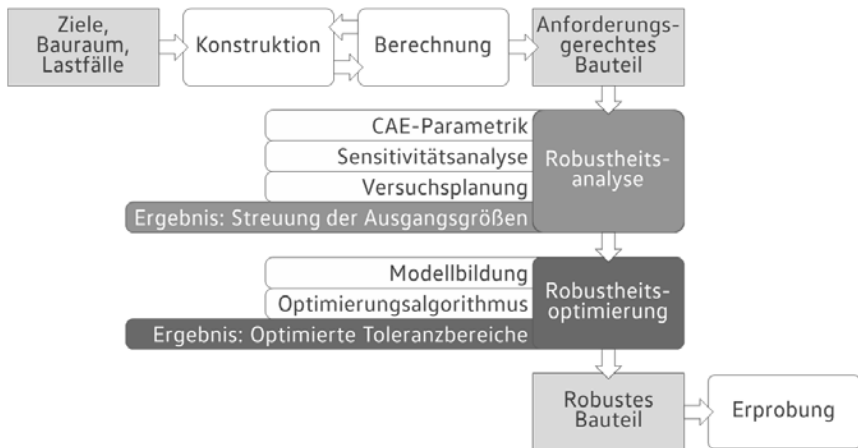 Ziele,
Bauraum,
Lastfälle
Konstruktion
Berechnung
Anforderungs-
gerechtes
Bauteil
CAE-Parametrik
Sensitivitätsanalyse
Versuchsplanung
Ergebnis: Streuung der Ausgangsgrößen
Robustheits-
analyse
Modellbildung
Optimierungsalgorithmus
Ergebnis: Optimierte Toleranzbereiche
Robustheits-
optimierung
Robustes
Bauteil
Erprobung